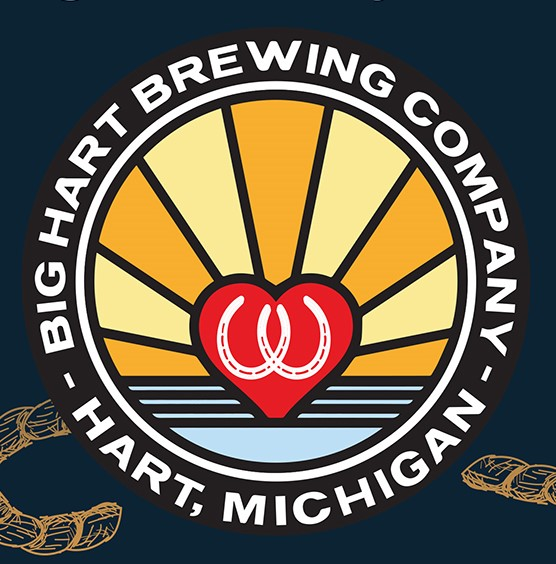 BIG HART BREWING COMPANY
- HART, MICHIGAN -